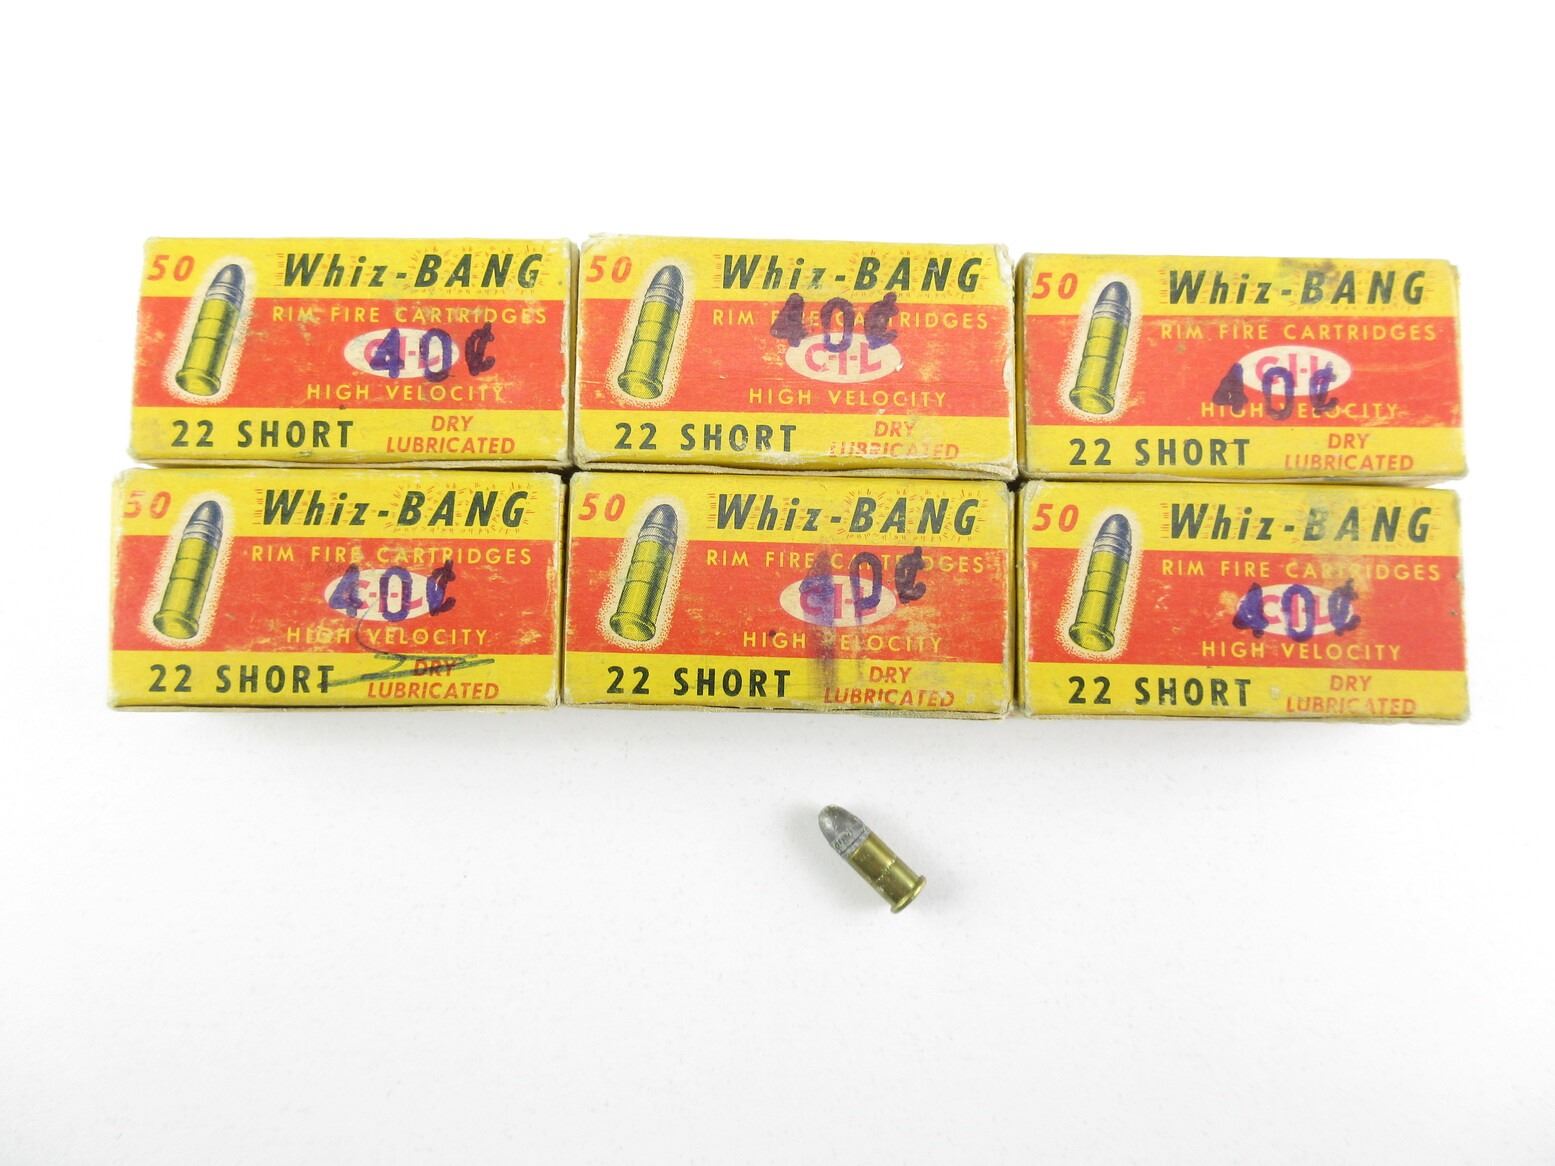 50 Whiz-BANG
RIM FIRE CARTRIDGES
C-I-L
40¢
HIGH VELOCITY
22 SHORT DRY
LUBRICATED
50 Whiz-BANG
RIM FIRE CARTRIDGES
40¢
C-I-L
HIGH VELOCITY
22 SHORT DRY
LUBRICATED
50 Whiz-BANG
RIM FIRE CARTRIDGES
C-I-L
40¢
HIGH VELOCITY
22 SHORT DRY
LUBRICATED
50 Whiz-BANG
RIM FIRE CARTRIDGES
C-I-L
40¢
HIGH VELOCITY
22 SHORT DRY
LUBRICATED
50 Whiz-BANG
RIM FIRE CARTRIDGES
C-I-L
40¢
HIGH VELOCITY
22 SHORT DRY
LUBRICATED
50 Whiz-BANG
RIM FIRE CARTRIDGES
C-I-L
40¢
HIGH VELOCITY
22 SHORT DRY
LUBRICATED